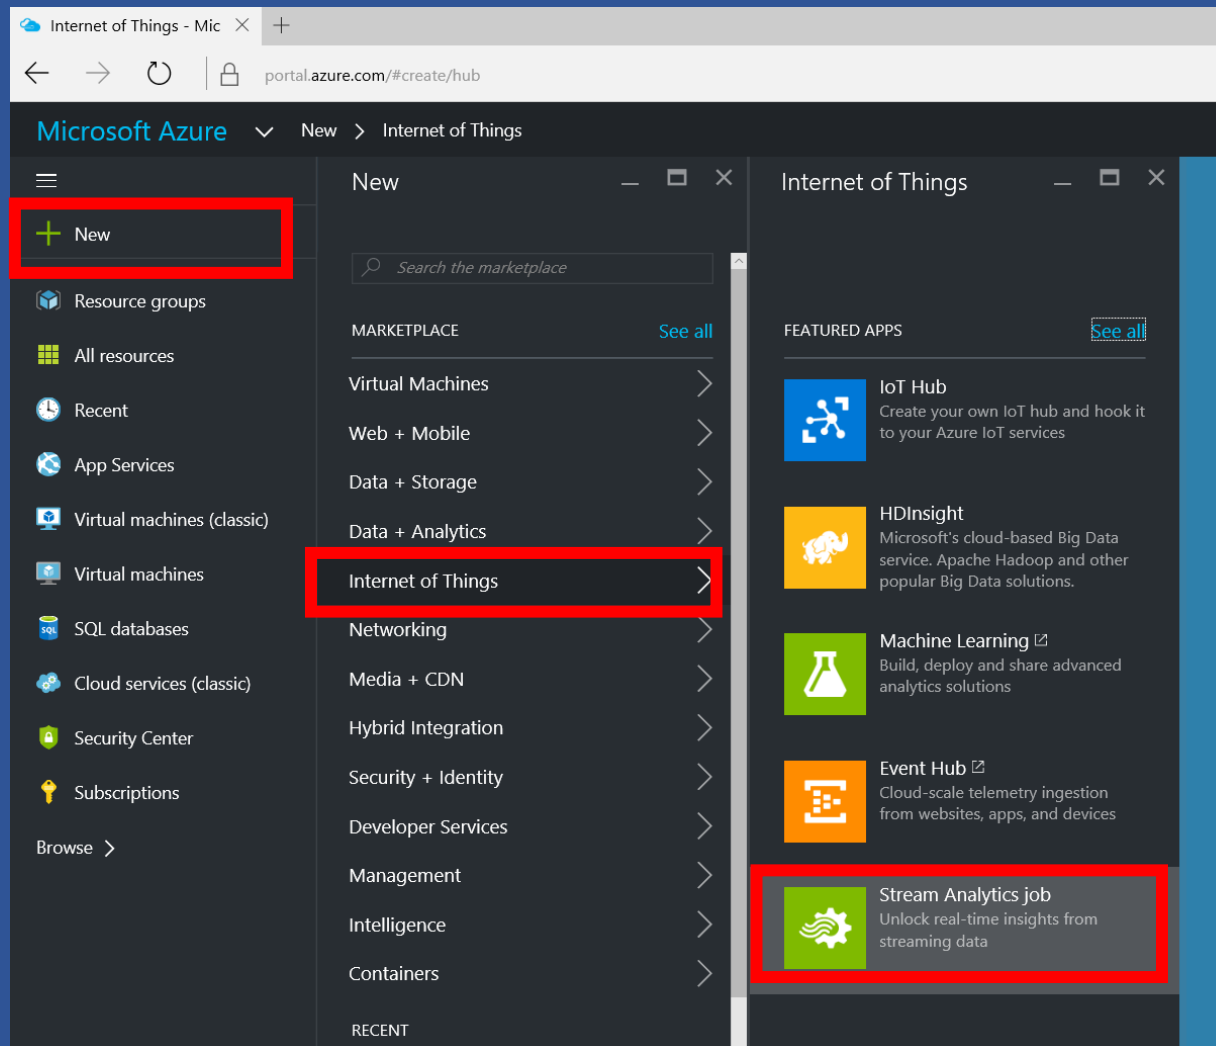 Internet of Things - Mic
portal.azure.com/#create/hub
Microsoft Azure New > Internet of Things
New
Resource groups
All resources
Recent
App Services
Virtual machines (classic)
Virtual machines
SQL
SQL databases
Cloud services (classic)
Security Center
Subscriptions
Browse >
New
Search the marketplace
MARKETPLACE See all
Virtual Machines
Web + Mobile
Data + Storage
Data + Analytics
Internet of Things
Networking
Media + CDN
Hybrid Integration
Security + Identity
Developer Services
Management
Intelligence
Containers
RECENT
Internet of Things
FEATURED APPS See all
IoT Hub
Create your own IoT hub and hook it
to your Azure IoT services
HDInsight
Microsoft's cloud-based Big Data
service. Apache Hadoop and other
popular Big Data solutions.
Machine Learning
Build, deploy and share advanced
analytics solutions
Event Hub
Cloud-scale telemetry ingestion
from websites, apps, and devices
Stream Analytics job
Unlock real-time insights from
streaming data